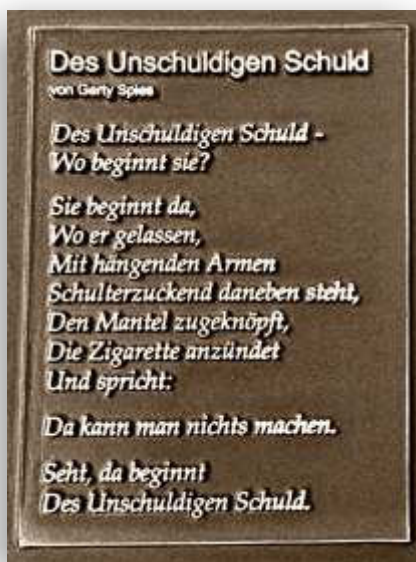 Des Unschuldigen Schuld
von Gerty Spies
Des Unschuldigen Schuld -
Wo beginnt sie?
Sie beginnt da,
Wo er gelassen,
Mit hängenden Armen
Schulterzuckend daneben steht,
Den Mantel zugeknöpft,
Die Zigarette anzündet
Und spricht:
Da kann man nichts machen.
Seht, da beginnt
Des Unschuldigen Schuld.